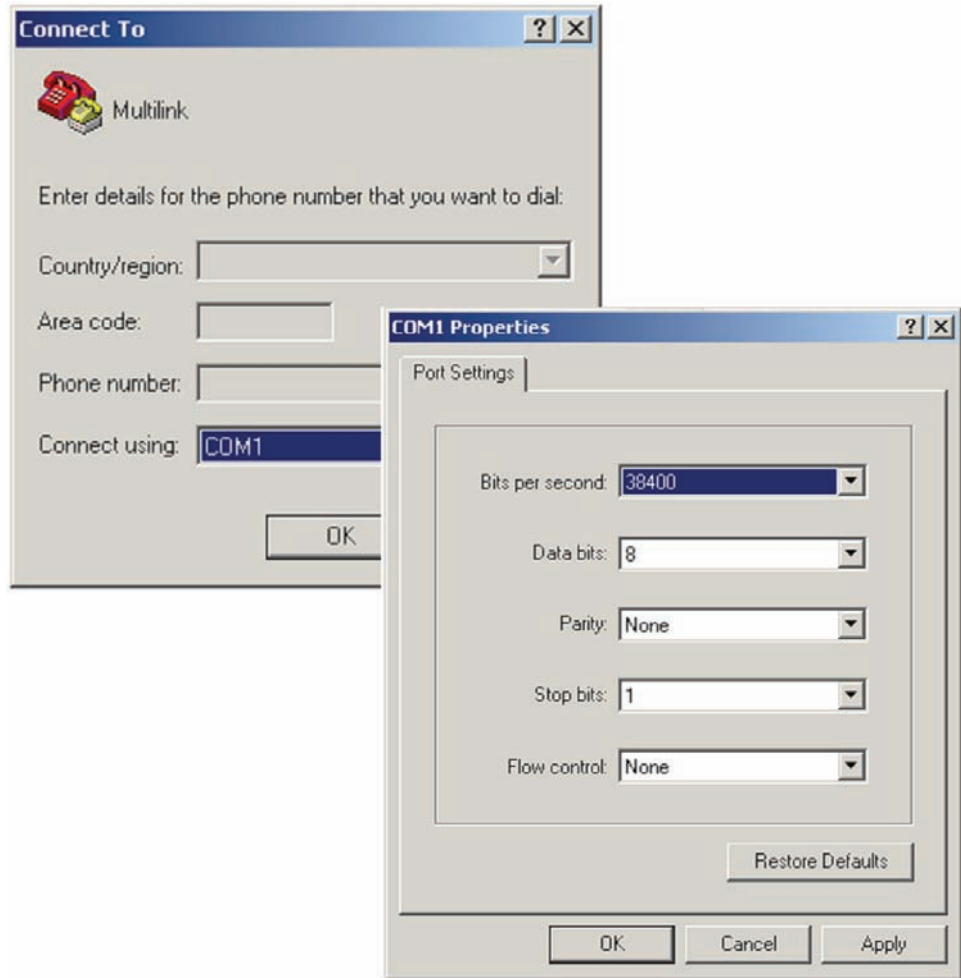 Connect To
Multilink
Enter details for the phone number that you want to dial:
Country/region:
Area code:
Phone number:
Connect using: COM1
OK
COM1 Properties
Port Settings
Bits per second: 38400
Data bits: 8
Parity: None
Stop bits: 1
Flow control: None
Restore Defaults
OK Cancel Apply